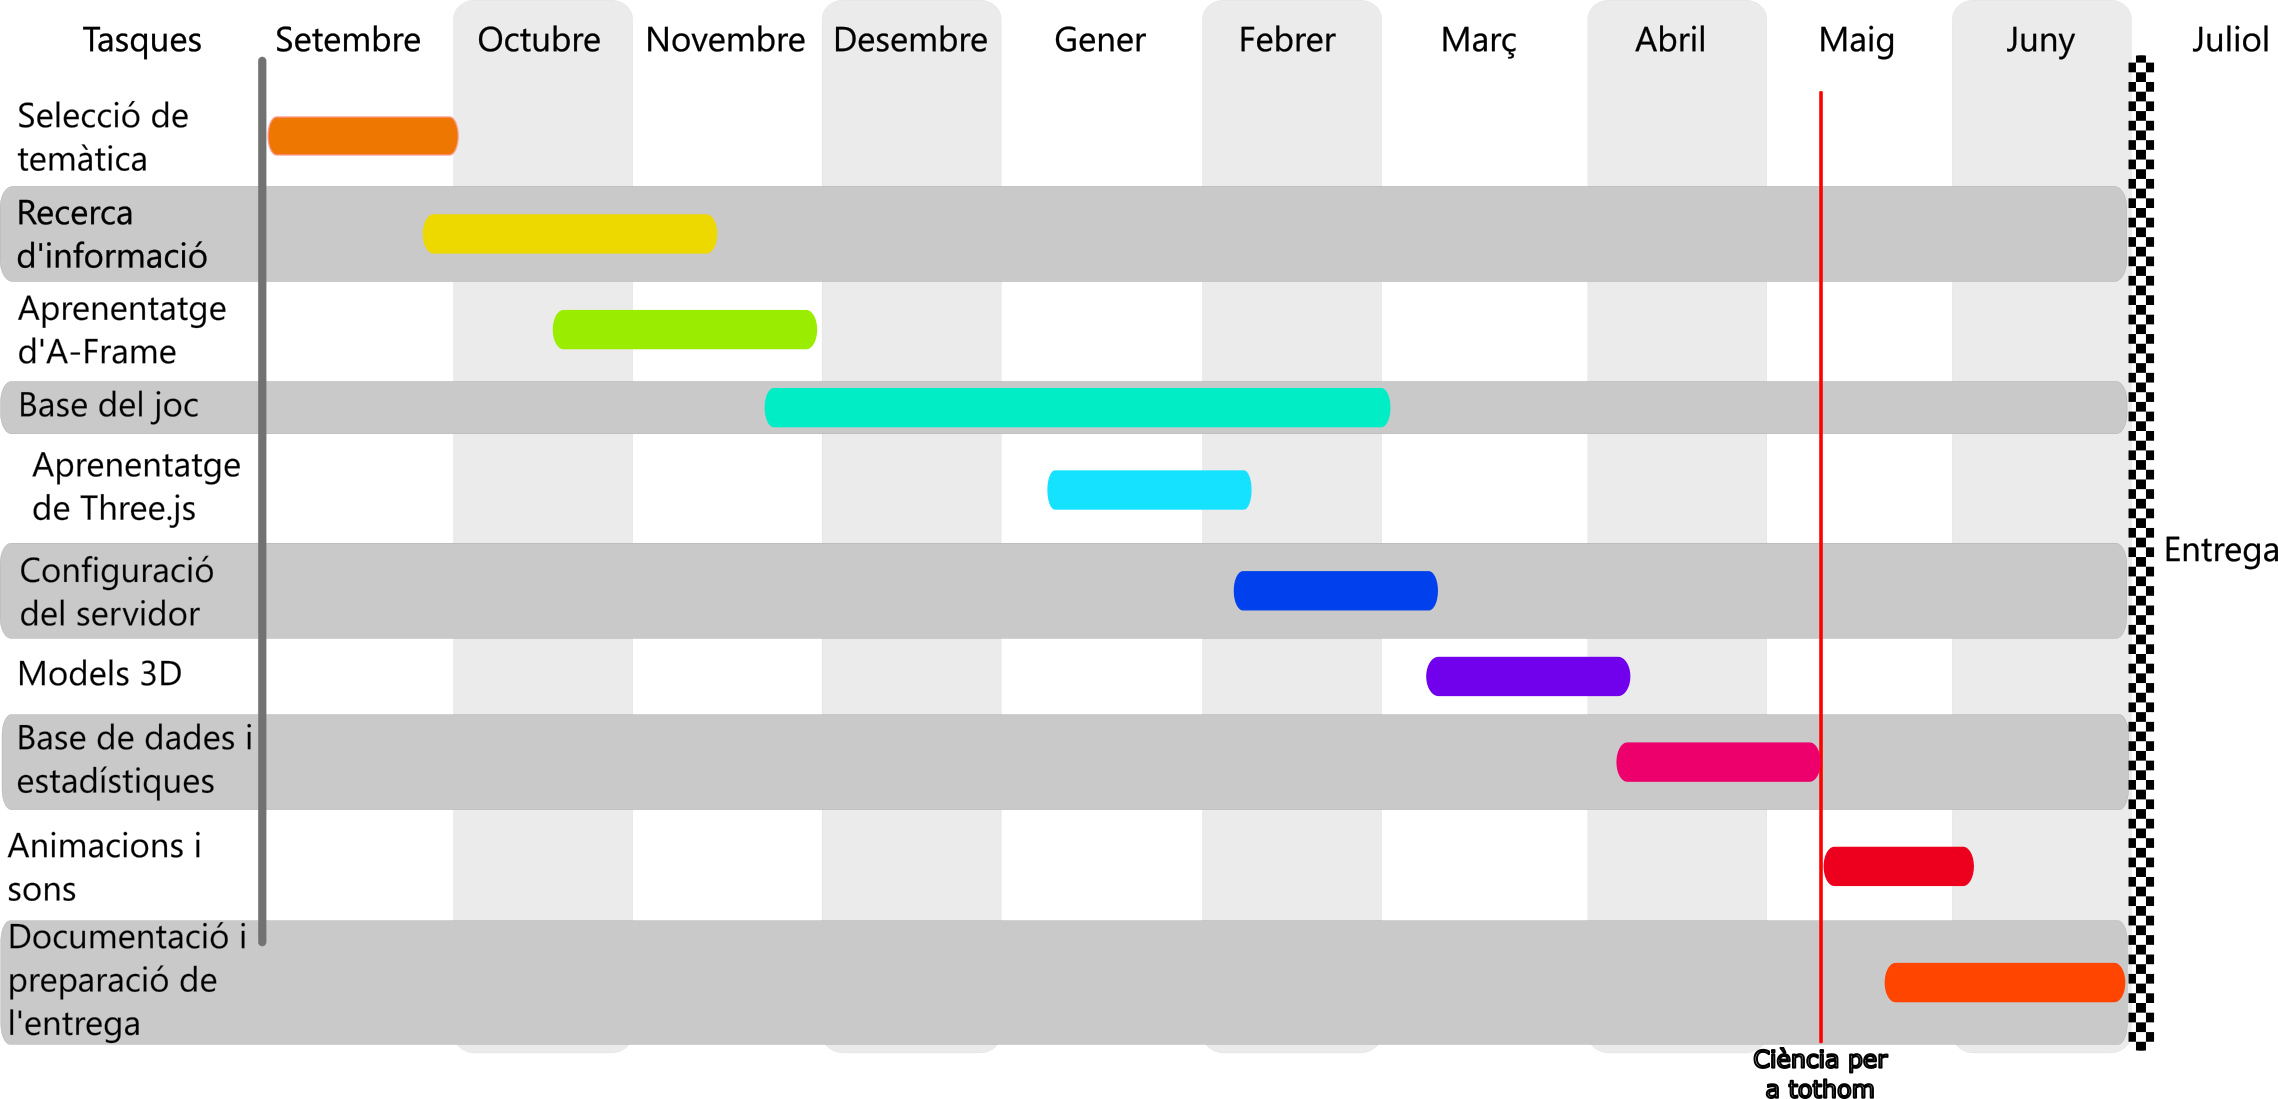 Tasques Setembre Octubre Novembre Desembre Gener Febrer Març Abril Maig Juny Juliol
Selecció de
temàtica
Recerca
d'informació
Aprenentatge
d'A-Frame
Base del joc
Aprenentatge
de Three.js
Configuració
del servidor
Entrega
Models 3D
Base de dades i
estadístiques
Animacions i
sons
Documentació i
preparació de
l'entrega
Ciència per
a tothom